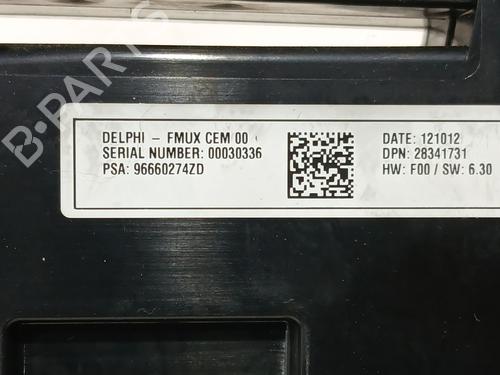 DELPHI – FMUX CEM 00
SERIAL NUMBER: 00030336
PSA: 96660274ZD
DATE: 121012
DPN: 28341731
HW: F00 / SW: 6.30
B-PARTS